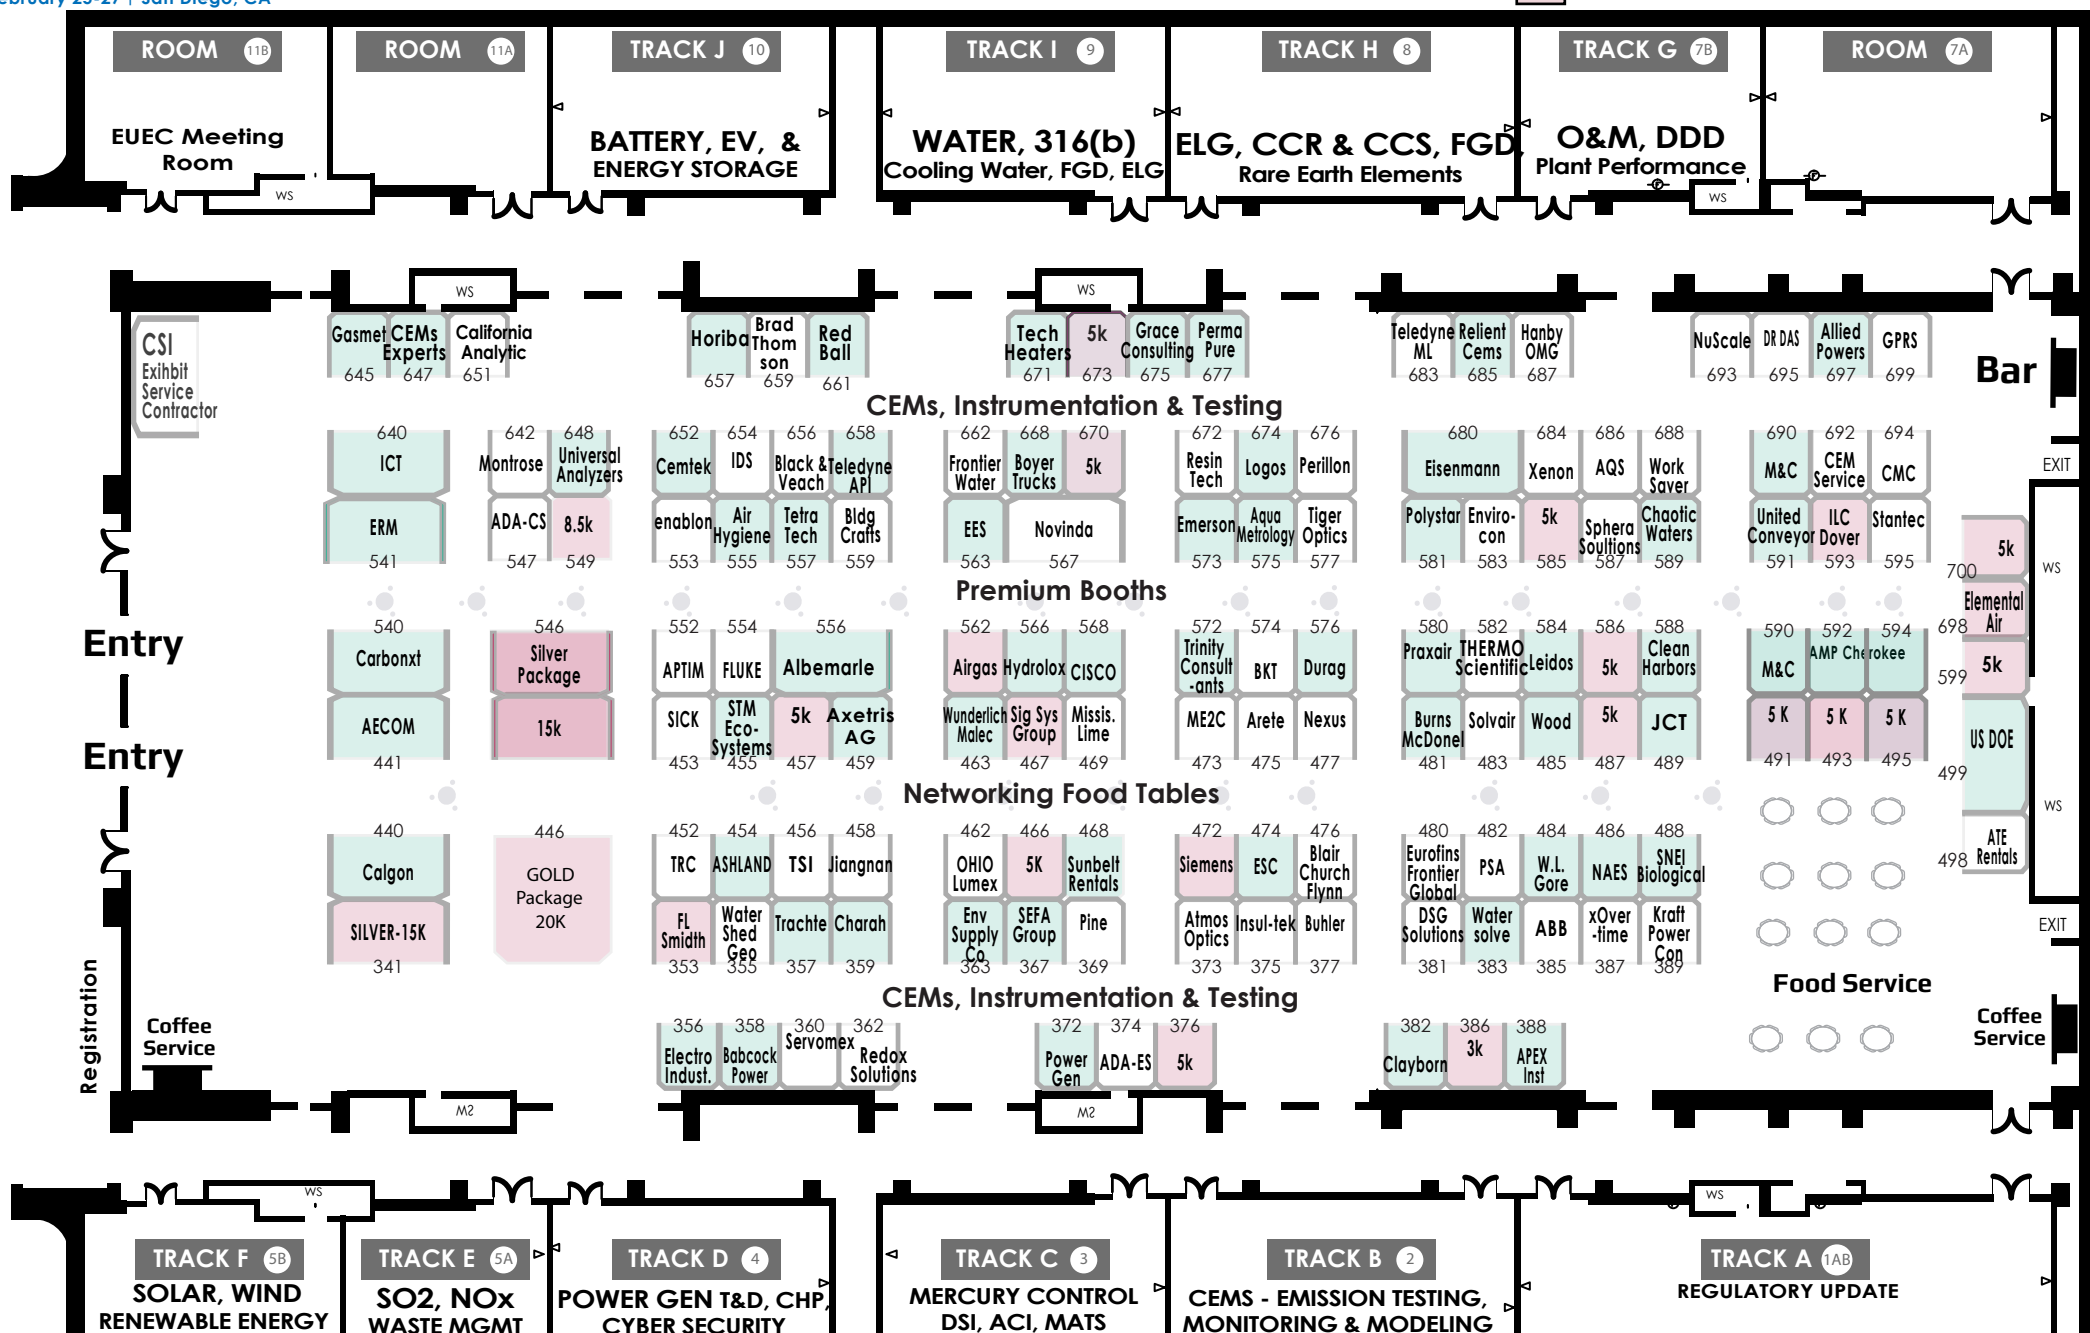 ebruary 25-27 | San Diego, CA
ROOM 11B
ROOM 11A
TRACK J 10
TRACK I 9
TRACK H 8
TRACK G 7B
ROOM 7A
EUEC Meeting
Room
BATTERY, EV, &
ENERGY STORAGE
WATER, 316(b)
Cooling Water, FGD, ELG
ELG, CCR & CCS, FGD,
Rare Earth Elements
O&M, DDD
Plant Performance
WS
WS
WS
WS
CSI
Exihbit
Service
Contractor
Gasmet
645
CEMs
Experts
647
California
Analytic
651
Horiba
657
Brad
Thom
son
659
Red
Ball
661
Tech
Heaters
671
5k
673
Grace
Consulting
675
Perma
Pure
677
Teledyne
ML
683
Relient
Cems
685
Hanby
OMG
687
NuScale
693
DR DAS
695
Allied
Powers
697
GPRS
699
Bar
CEMs, Instrumentation & Testing
640
ICT
642
Montrose
648
Universal
Analyzers
652
Cemtek
654
IDS
656
Black &
Veach
658
Teledyne
API
662
Frontier
Water
668
Boyer
Trucks
670
5k
672
Resin
Tech
674
Logos
676
Perillon
680
Eisenmann
684
Xenon
686
AQS
688
Work
Saver
690
M&C
692
CEM
Service
694
CMC
EXIT
ERM
541
ADA-CS
547
8.5k
549
enablon
553
Air
Hygiene
555
Tetra
Tech
557
Bldg
Crafts
559
EES
563
Novinda
567
Emerson
573
Aqua
Metrology
575
Tiger
Optics
577
Polystar
581
Enviro-
con
583
5k
585
Sphera
Soultions
587
Chaotic
Waters
589
United
Conveyor
591
ILC
Dover
593
Stantec
595
5k
700
WS
Premium Booths
Elemental
Air
698
Entry
540
Carbonxt
546
Silver
Package
552
APTIM
554
FLUKE
556
Albemarle
562
Airgas
566
Hydrolox
568
CISCO
572
Trinity
Consult
-ants
574
BKT
576
Durag
580
Praxair
582
THERMO
Scientific
584
Leidos
586
5k
588
Clean
Harbors
590
M&C
592
594
AMP Cherokee
5k
599
Entry
AECOM
441
15k
SICK
453
STM
Eco-
Systems
455
5k
457
Axetris
AG
459
Wunderlich
Malec
463
Sig Sys
Group
467
Missis.
Lime
469
ME2C
473
Arete
475
Nexus
477
Burns
McDonel
481
Solvair
483
Wood
485
5k
487
JCT
489
5 K
491
5 K
493
5 K
495
US DOE
499
Networking Food Tables
WS
440
Calgon
446
GOLD
Package
20K
452
TRC
454
ASHLAND
456
TSI
458
Jiangnan
462
OHIO
Lumex
466
5K
468
Sunbelt
Rentals
472
Siemens
474
ESC
476
Blair
Church
Flynn
480
Eurofins
Frontier
Global
482
PSA
484
W.L.
Gore
486
NAES
488
SNEI
Biological
ATE
Rentals
498
SILVER-15K
341
FL
Smidth
353
Water
Shed
Geo
355
Trachte
357
Charah
359
Env
Supply
Co
363
SEFA
Group
367
Pine
369
Atmos
Optics
373
Insul-tek
375
Buhler
377
DSG
Solutions
381
Water
solve
383
ABB
385
xOver
-time
387
Kraft
Power
Con
389
EXIT
Food Service
CEMs, Instrumentation & Testing
Registration
Coffee
Service
356
Electro
Indust.
358
Babcock
Power
360
Servomex
362
Redox
Solutions
372
Power
Gen
374
ADA-ES
376
5k
382
Clayborn
386
3k
388
APEX
Inst
Coffee
Service
WS
WS
WS
WS
TRACK F 5B
SOLAR, WIND
RENEWABLE ENERGY
TRACK E 5A
SO2, NOx
WASTE MGMT
TRACK D 4
POWER GEN T&D, CHP,
CYBER SECURITY
TRACK C 3
MERCURY CONTROL
DSI, ACI, MATS
TRACK B 2
CEMS - EMISSION TESTING,
MONITORING & MODELING
TRACK A 1AB
REGULATORY UPDATE